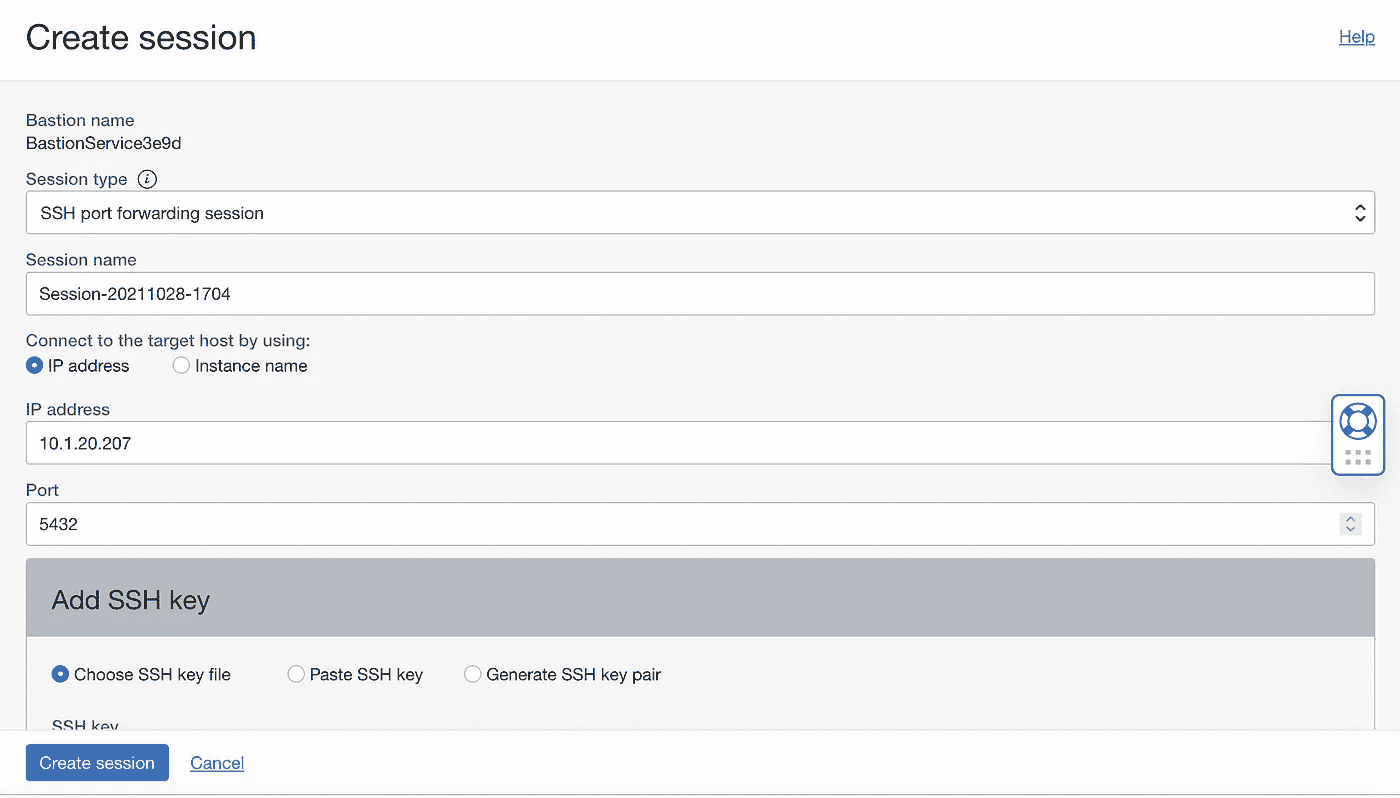 Create session
Help
Bastion name
BastionService3e9d
Session type
SSH port forwarding session
Session name
Session-20211028-1704
Connect to the target host by using:
IP address Instance name
IP address
10.1.20.207
Port
5432
Add SSH key
Choose SSH key file Paste SSH key Generate SSH key pair
SSH key
Create session Cancel